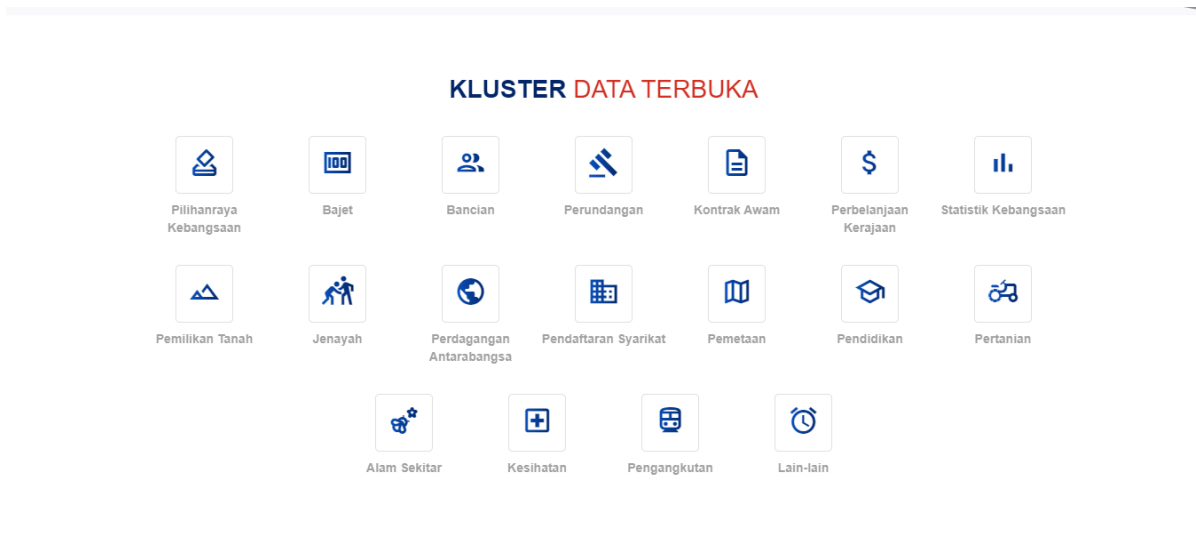 KLUSTER DATA TERBUKA
100
Pilihanraya
Kebangsaan
Bajet
Bancian
Perundangan
Kontrak Awam
Perbelanjaan
Kerajaan
Statistik Kebangsaan
Pemilikan Tanah
Jenayah
Perdagangan
Antarabangsa
Pendaftaran Syarikat
Pemetaan
Pendidikan
Pertanian
Alam Sekitar
Kesihatan
Pengangkutan
Lain-lain